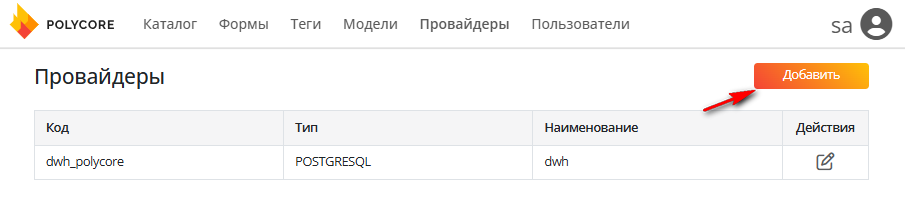 POLYCORE Каталог Формы Теги Модели Провайдеры Пользователи sa
Провайдеры Добавить
Код Тип Наименование Действия
dwh_polycore POSTGRESQL dwh